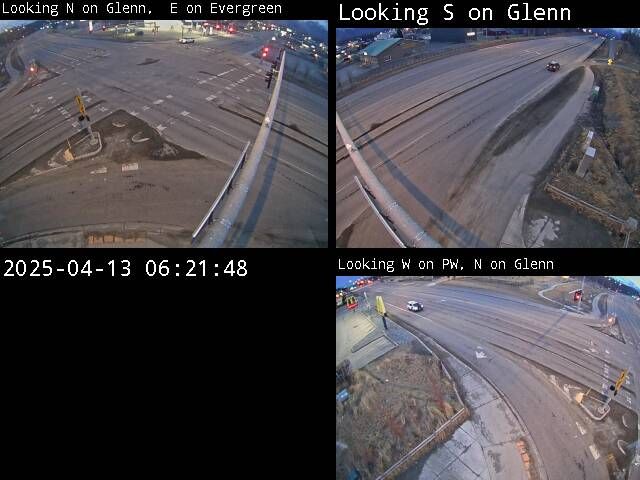 Looking N on Glenn, E on Evergreen
Looking S on Glenn
2025-04-13 06:21:48
Looking W on PW, N on Glenn